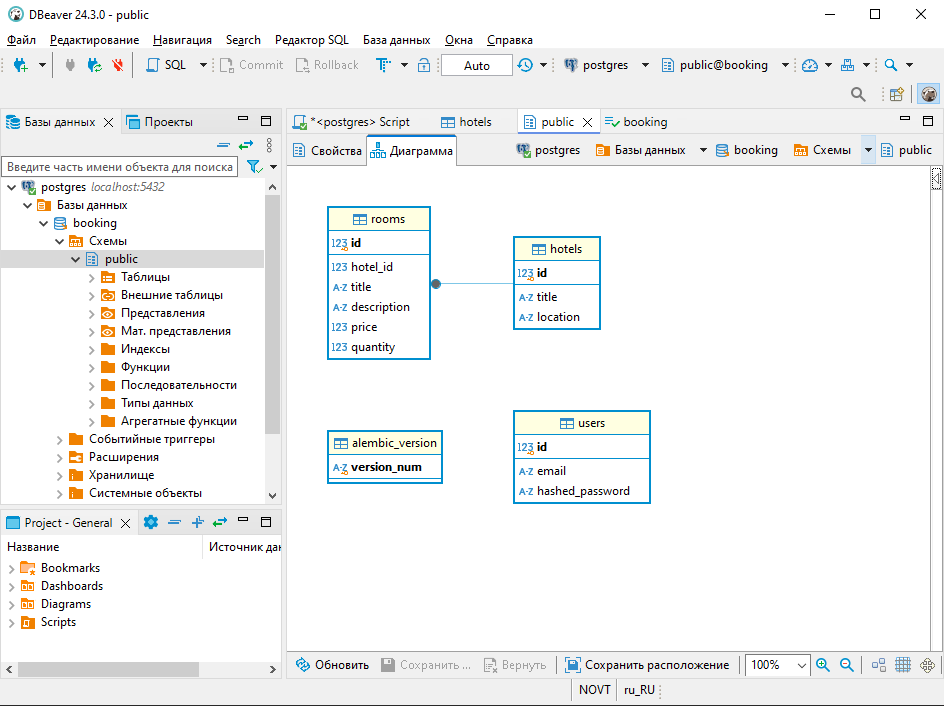 DBeaver 24.3.0 - public
Файл Редактирование Навигация Search Редактор SQL База данных Окна Справка
SQL Commit Rollback Auto postgres public@booking
Базы данных Проекты
Введите часть имени объекта для поиска
postgres localhost:5432
Базы данных
booking
Схемы
public
Таблицы
Внешние таблицы
Представления
Мат. представления
Индексы
Функции
Последовательности
Типы данных
Агрегатные функции
Событийные триггеры
Расширения
Хранилище
Системные объекты
Project - General
Название Источник дан
Bookmarks
Dashboards
Diagrams
Scripts
*<postgres> Script hotels public booking
Свойства Диаграмма postgres Базы данных booking Схемы public
rooms
123 id
123 hotel_id
A-Z title
A-Z description
123 price
123 quantity
hotels
123 id
A-Z title
A-Z location
alembic_version
A-Z version_num
users
123 id
A-Z email
A-Z hashed_password
Обновить Сохранить ... Вернуть Сохранить расположение 100%
NOVT ru_RU